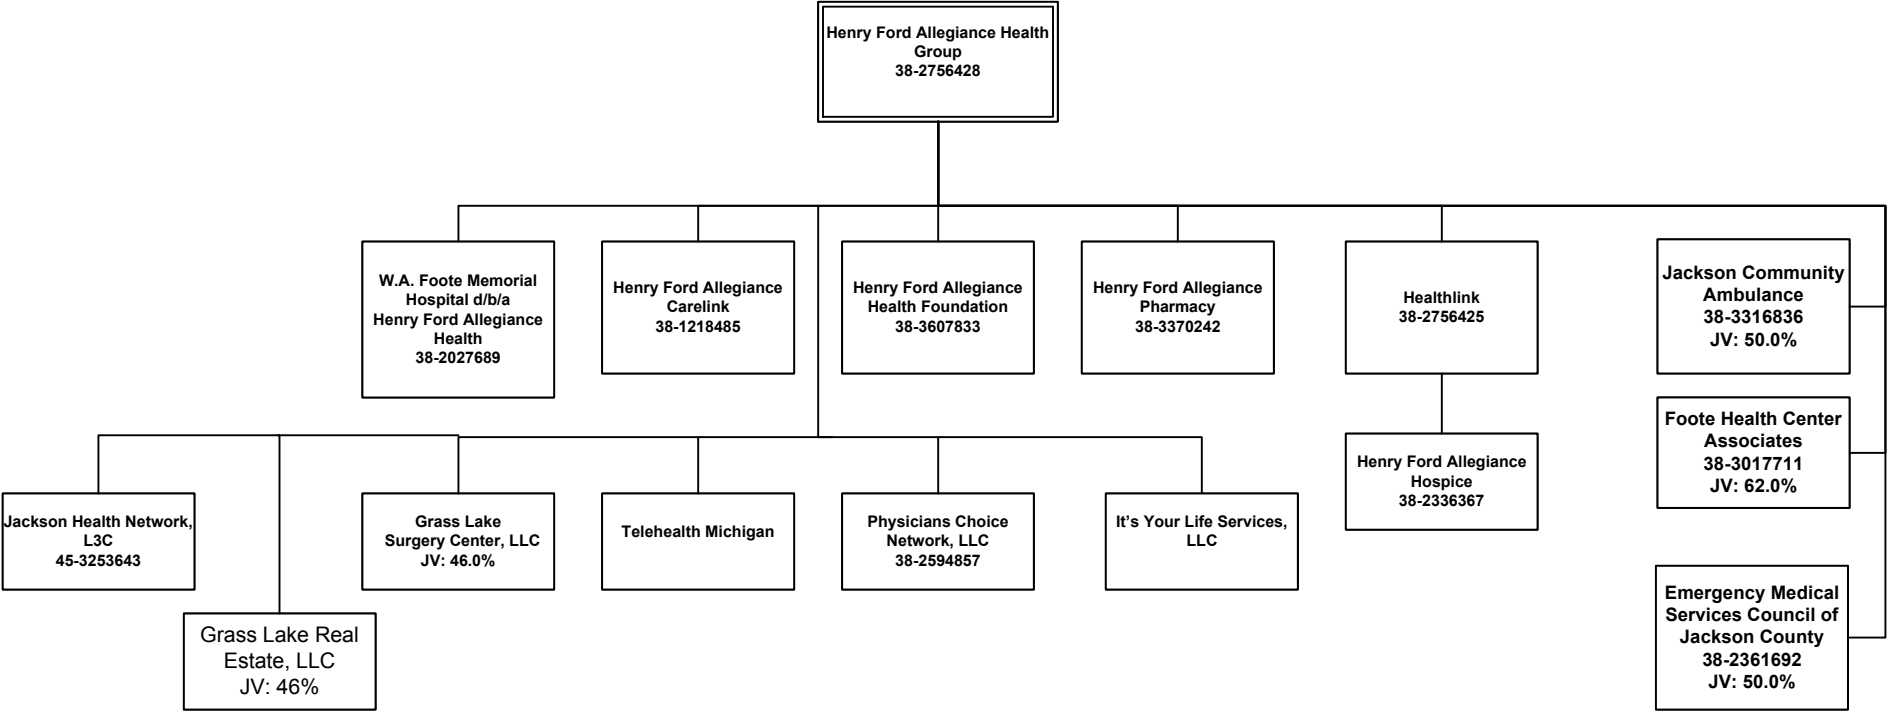 Henry Ford Allegiance Health
Group
38-2756428
W.A. Foote Memorial
Hospital d/b/a
Henry Ford Allegiance
Health
38-2027689
Henry Ford Allegiance
Carelink
38-1218485
Henry Ford Allegiance
Health Foundation
38-3607833
Henry Ford Allegiance
Pharmacy
38-3370242
Healthlink
38-2756425
Jackson Community
Ambulance
38-3316836
JV: 50.0%
Foote Health Center
Associates
38-3017711
JV: 62.0%
Henry Ford Allegiance
Hospice
38-2336367
Jackson Health Network,
L3C
45-3253643
Grass Lake
Surgery Center, LLC
JV: 46.0%
Telehealth Michigan
Physicians Choice
Network, LLC
38-2594857
It's Your Life Services,
LLC
Emergency Medical
Services Council of
Jackson County
38-2361692
JV: 50.0%
Grass Lake Real
Estate, LLC
JV: 46%